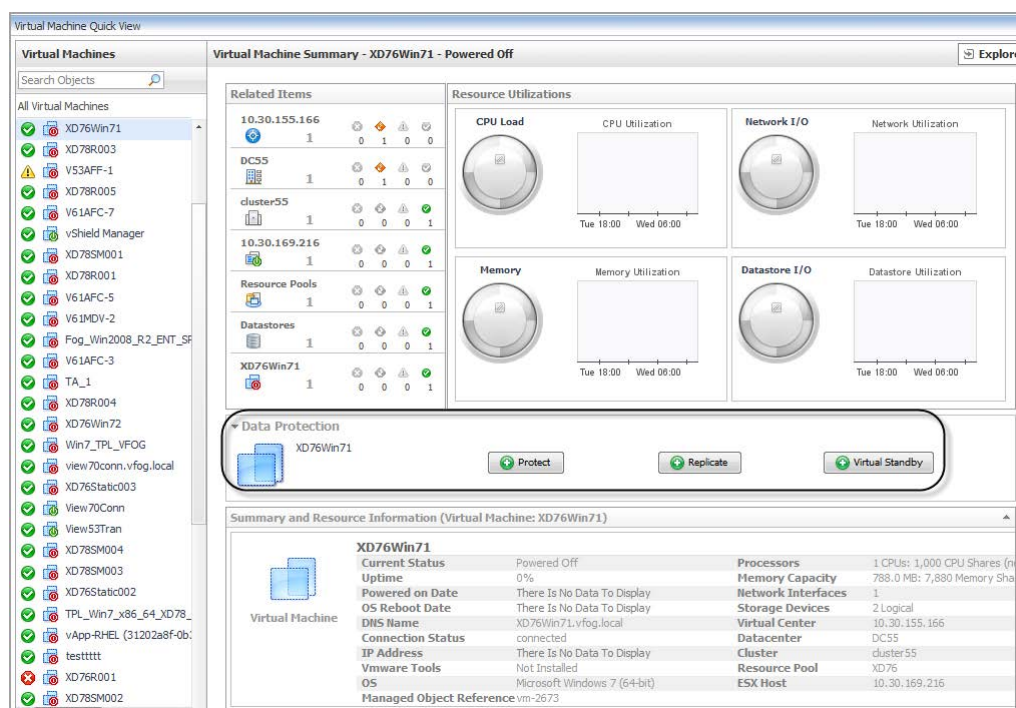 Virtual Machine Quick View
Virtual Machines
Search Objects
All Virtual Machines
XD76Win71
XD78R003
V53AFF-1
XD78R005
V61AFC-7
vShield Manager
XD78SM001
XD78R001
V61AFC-5
V61MDV-2
Fog_Win2008_R2_ENT_SF
V61AFC-3
TA_1
XD78R004
XD76Win72
Win7_TPL_VFOG
view70conn.vfog.local
XD76Static003
View70Conn
View53Tran
XD78SM004
XD78SM003
XD76Static002
TPL_Win7_x86_64_XD78_
vApp-RHEL (31202a8f-0b
testtttt
XD76R001
XD78SM002
Virtual Machine Summary - XD76Win71 - Powered Off
Explore
Related Items
10.30.155.166
1 0 1 0 0
DC55
1 0 1 0 0
cluster55
1 0 0 0 1
10.30.169.216
1 0 0 0 1
Resource Pools
1 0 0 0 1
Datastores
1 0 0 0 1
XD76Win71
1 0 0 0 1
Resource Utilizations
CPU Load
CPU Utilization
Tue 18:00 Wed 06:00
Network I/O
Network Utilization
Tue 18:00 Wed 06:00
Memory
Memory Utilization
Tue 18:00 Wed 06:00
Datastore I/O
Datastore Utilization
Tue 18:00 Wed 06:00
Data Protection
XD76Win71
Protect
Replicate
Virtual Standby
Summary and Resource Information (Virtual Machine: XD76Win71)
Virtual Machine
XD76Win71
Current Status Powered Off Processors 1 CPUs: 1,000 CPU Shares (n
Uptime 0% Memory Capacity 788.0 MB: 7,880 Memory Sha
Powered on Date There Is No Data To Display Network Interfaces 1
OS Reboot Date There Is No Data To Display Storage Devices 2 Logical
DNS Name XD76Win71.vfog.local Virtual Center 10.30.155.166
Connection Status connected Datacenter DC55
IP Address There Is No Data To Display Cluster cluster55
Vmware Tools Not Installed Resource Pool XD76
OS Microsoft Windows 7 (64-bit) ESX Host 10.30.169.216
Managed Object Reference vm-2673